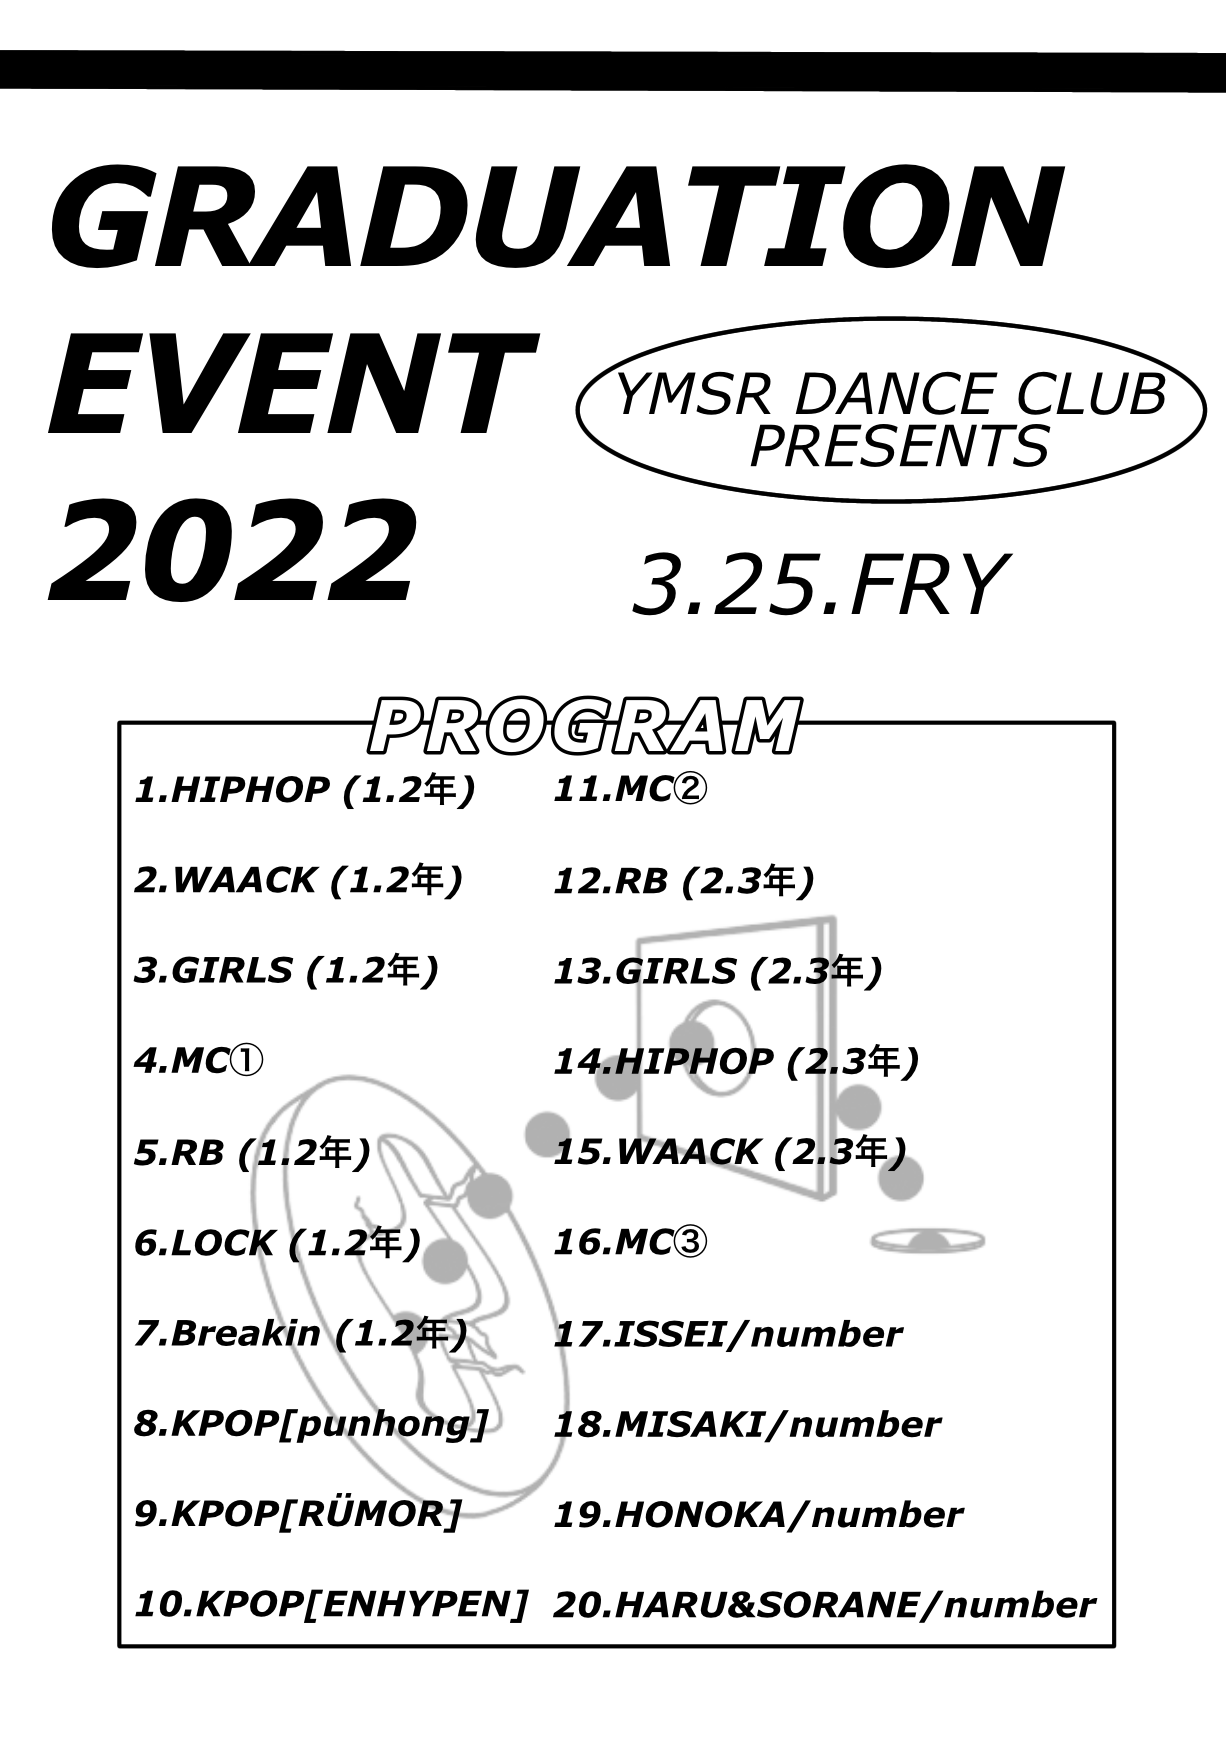 GRADUATION
EVENT
2022
YMSR DANCE CLUB
PRESENTS
3.25.FRY
PROGRAM
1.HIPHOP (1.2年)
2.WAACK (1.2年)
3.GIRLS (1.2年)
4.MC①
5.RB (1.2年)
6.LOCK (1.2年)
7.Breakin (1.2年)
8.KPOP[punhong]
9.KPOP[RÜMOR]
10.KPOP[ENHYPEN]
11.MC②
12.RB (2.3年)
13.GIRLS (2.3年)
14.HIPHOP (2.3年)
15.WAACK (2.3年)
16.MC③
17.ISSEI/number
18.MISAKI/number
19.HONOKA/number
20.HARU&SORANE/number